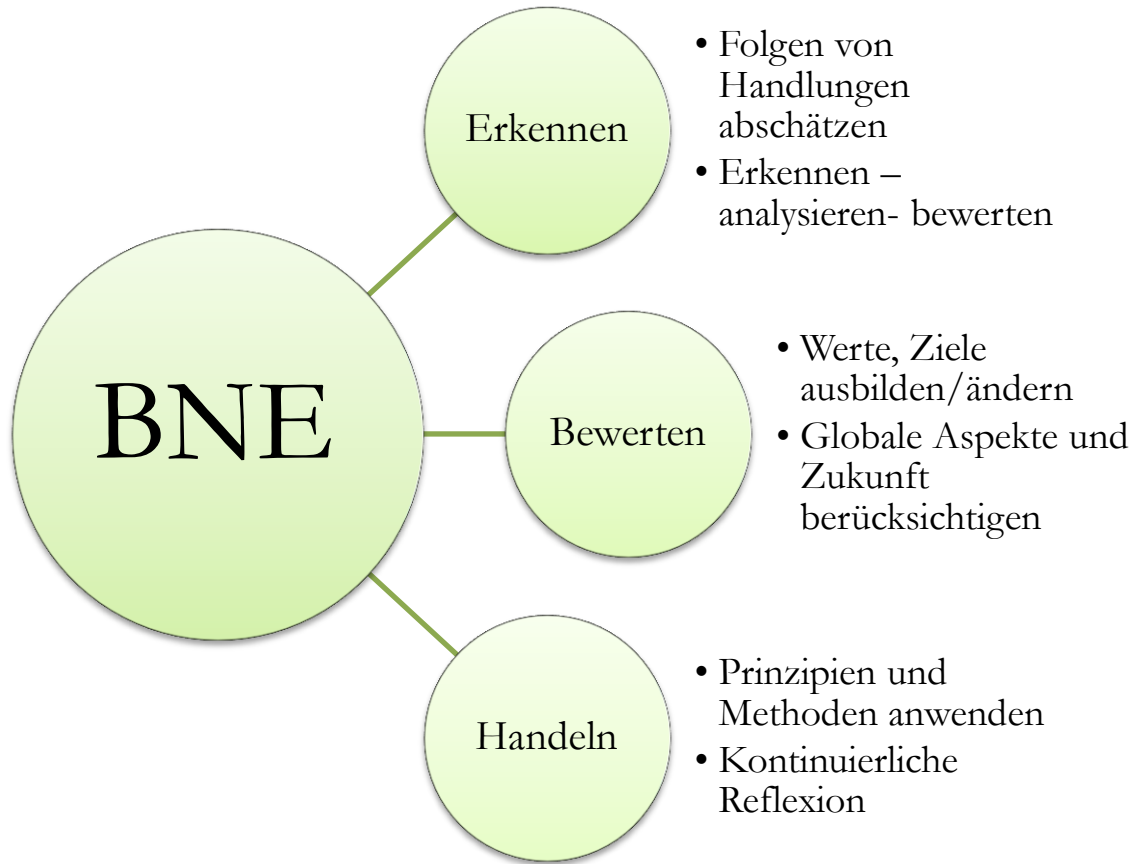 BNE
Erkennen
• Folgen von
Handlungen
abschätzen
• Erkennen –
analysieren- bewerten
Bewerten
• Werte, Ziele
ausbilden/ändern
• Globale Aspekte und
Zukunft
berücksichtigen
Handeln
• Prinzipien und
Methoden anwenden
• Kontinuierliche
Reflexion